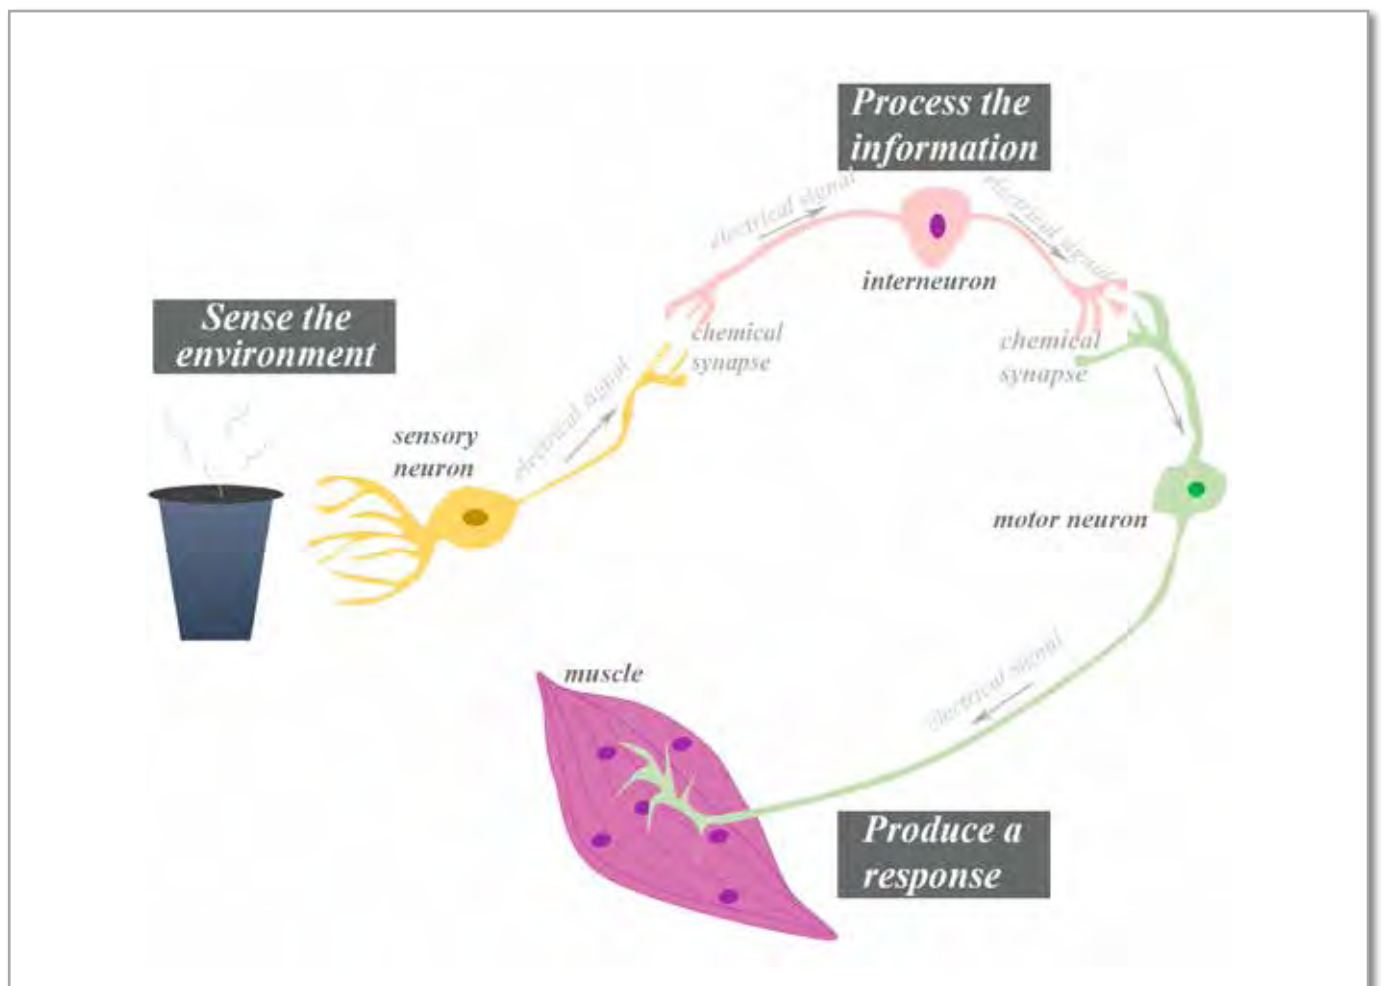 Process the
information
electrical signal
electrical signal
interneuron
Sense the
environment
chemical
synapse
chemical
synapse
electrical signal
sensory
neuron
motor neuron
electrical signal
muscle
Produce a
response